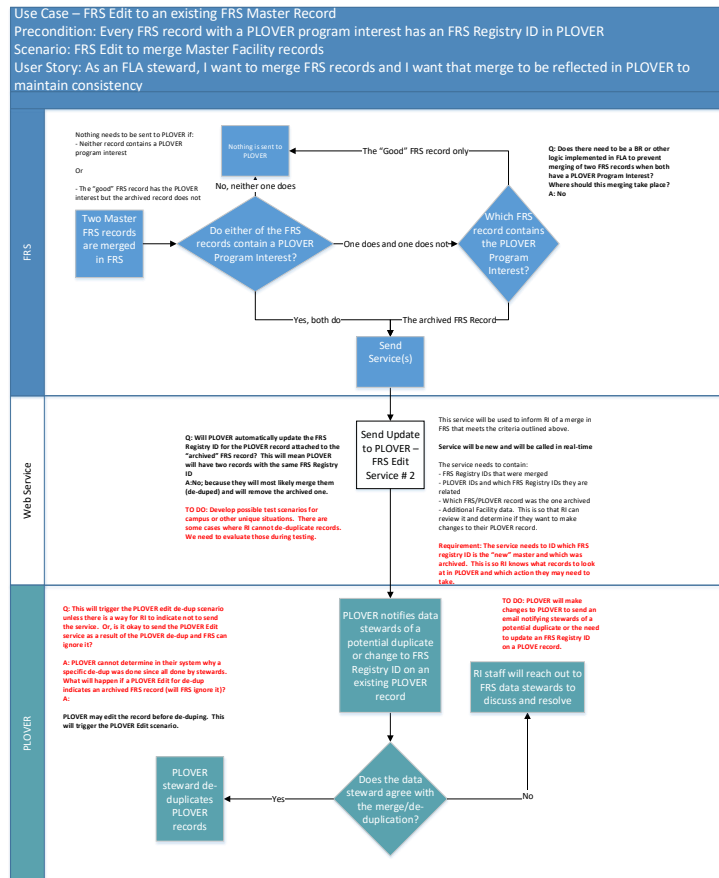 Use Case – FRS Edit to an existing FRS Master Record
Precondition: Every FRS record with a PLOVER program interest has an FRS Registry ID in PLOVER
Scenario: FRS Edit to merge Master Facility records
User Story: As an FLA steward, I want to merge FRS records and I want that merge to be reflected in PLOVER to
maintain consistency
FRS
Nothing needs to be sent to PLOVER if:
- Neither record contains a PLOVER
program interest
Or
- The "good" FRS record has the PLOVER
interest but the archived record does not
Nothing is sent to
PLOVER
The "Good" FRS record only
Q: Does there need to be a BR or other
logic implemented in FLA to prevent
merging of two FRS records when both
have a PLOVER Program Interest?
Where should this merging take place?
A: No
No, neither one does
Two Master
FRS records
are merged
in FRS
Do either of the FRS
records contain a PLOVER
Program Interest?
One does and one does not
Which FRS
record contains
the PLOVER
Program
Interest?
Yes, both do
The archived FRS Record
Send
Service(s)
Web Service
Q: Will PLOVER automatically update the FRS
Registry ID for the PLOVER record attached to the
"archived" FRS record? This will mean PLOVER
will have two records with the same FRS Registry
ID
A:No; because they will most likely merge them
(de-duped) and will remove the archived one.
TO DO: Develop possible test scenarios for
campus or other unique situations. There are
some cases where RI cannot de-duplicate records.
We need to evaluate those during testing.
Send Update
to PLOVER –
FRS Edit
Service # 2
This service will be used to inform RI of a merge in
FRS that meets the criteria outlined above.
Service will be new and will be called in real-time
The service needs to contain:
- FRS Registry IDs that were merged
- PLOVER IDs and which FRS Registry IDs they are
related
- Which FRS/PLOVER record was the one archived
- Additional Facility data. This is so that RI can
review it and determine if they want to make
changes to their PLOVER record.
Requirement: The service needs to ID which FRS
registry ID is the "new" master and which was
archived. This is so RI knows what records to look
at in PLOVER and which action they may need to
take.
PLOVER
Q: This will trigger the PLOVER edit de-dup scenario
unless there is a way for RI to indicate not to send
the service. Or, is it okay to send the PLOVER Edit
service as a result of the PLOVER de-dup and FRS can
ignore it?
A: PLOVER cannot determine in their system why a
specific de-dup was done since all done by stewards.
What will happen if a PLOVER Edit for de-dup
indicates an archived FRS record (will FRS ignore it)?
A:
PLOVER may edit the record before de-duping. This
will trigger the PLOVER Edit scenario.
PLOVER notifies data
stewards of a
potential duplicate
or change to FRS
Registry ID on an
existing PLOVER
record
TO DO: PLOVER will make
changes to PLOVER to send an
email notifying stewards of a
potential duplicate or the need
to update an FRS Registry ID
on a PLOVE record.
RI staff will reach out to
FRS data stewards to
discuss and resolve
PLOVER
steward de-
duplicates
PLOVER
records
Yes
Does the data
steward agree with
the merge/de-
duplication?
No